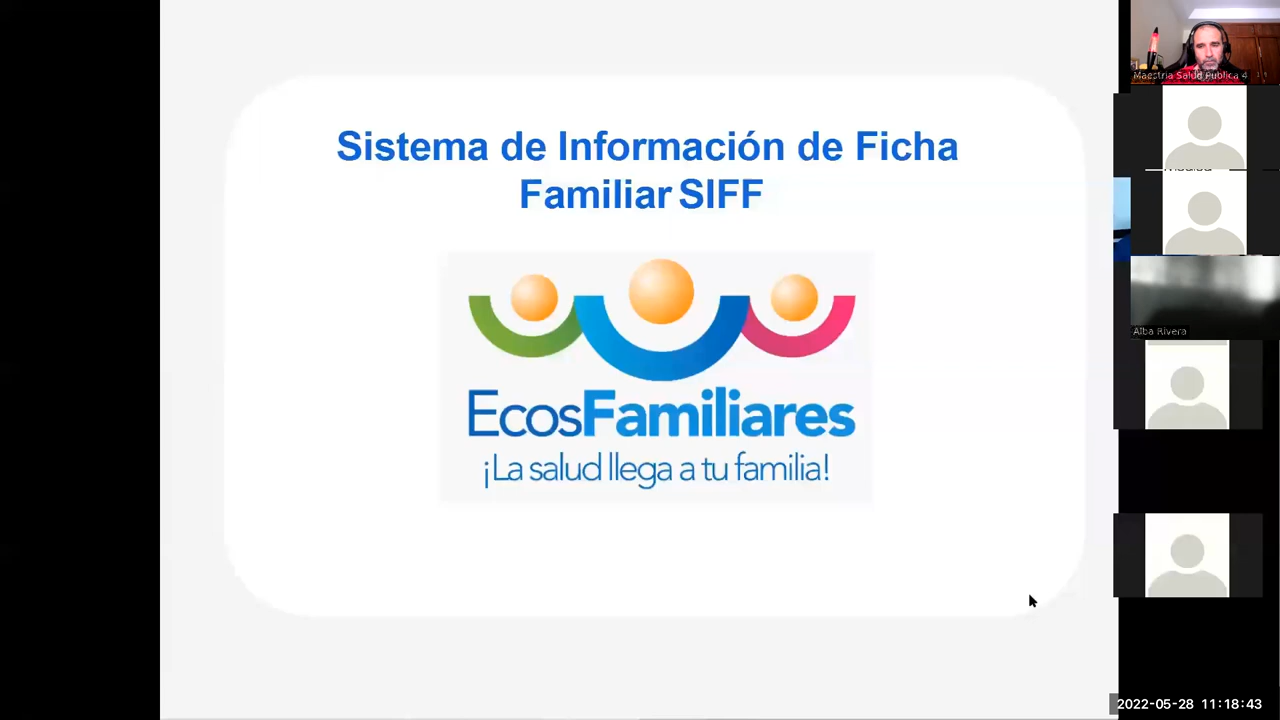 Sistema de Información de Ficha
Familiar SIFF
EcosFamiliares
¡La salud llega a tu familia!
Maestria Salud Publica 4
Alba Rivera
2022-05-28 11:18:43